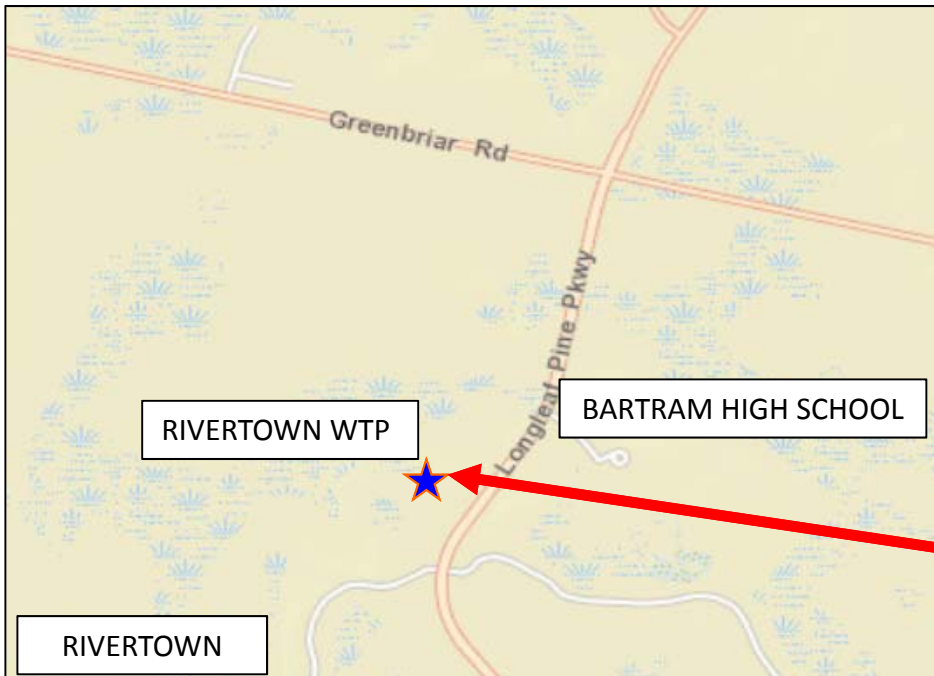 Greenbriar Rd
Longleaf Pine Pkwy
BARTRAM HIGH SCHOOL
RIVERTOWN WTP
RIVERTOWN